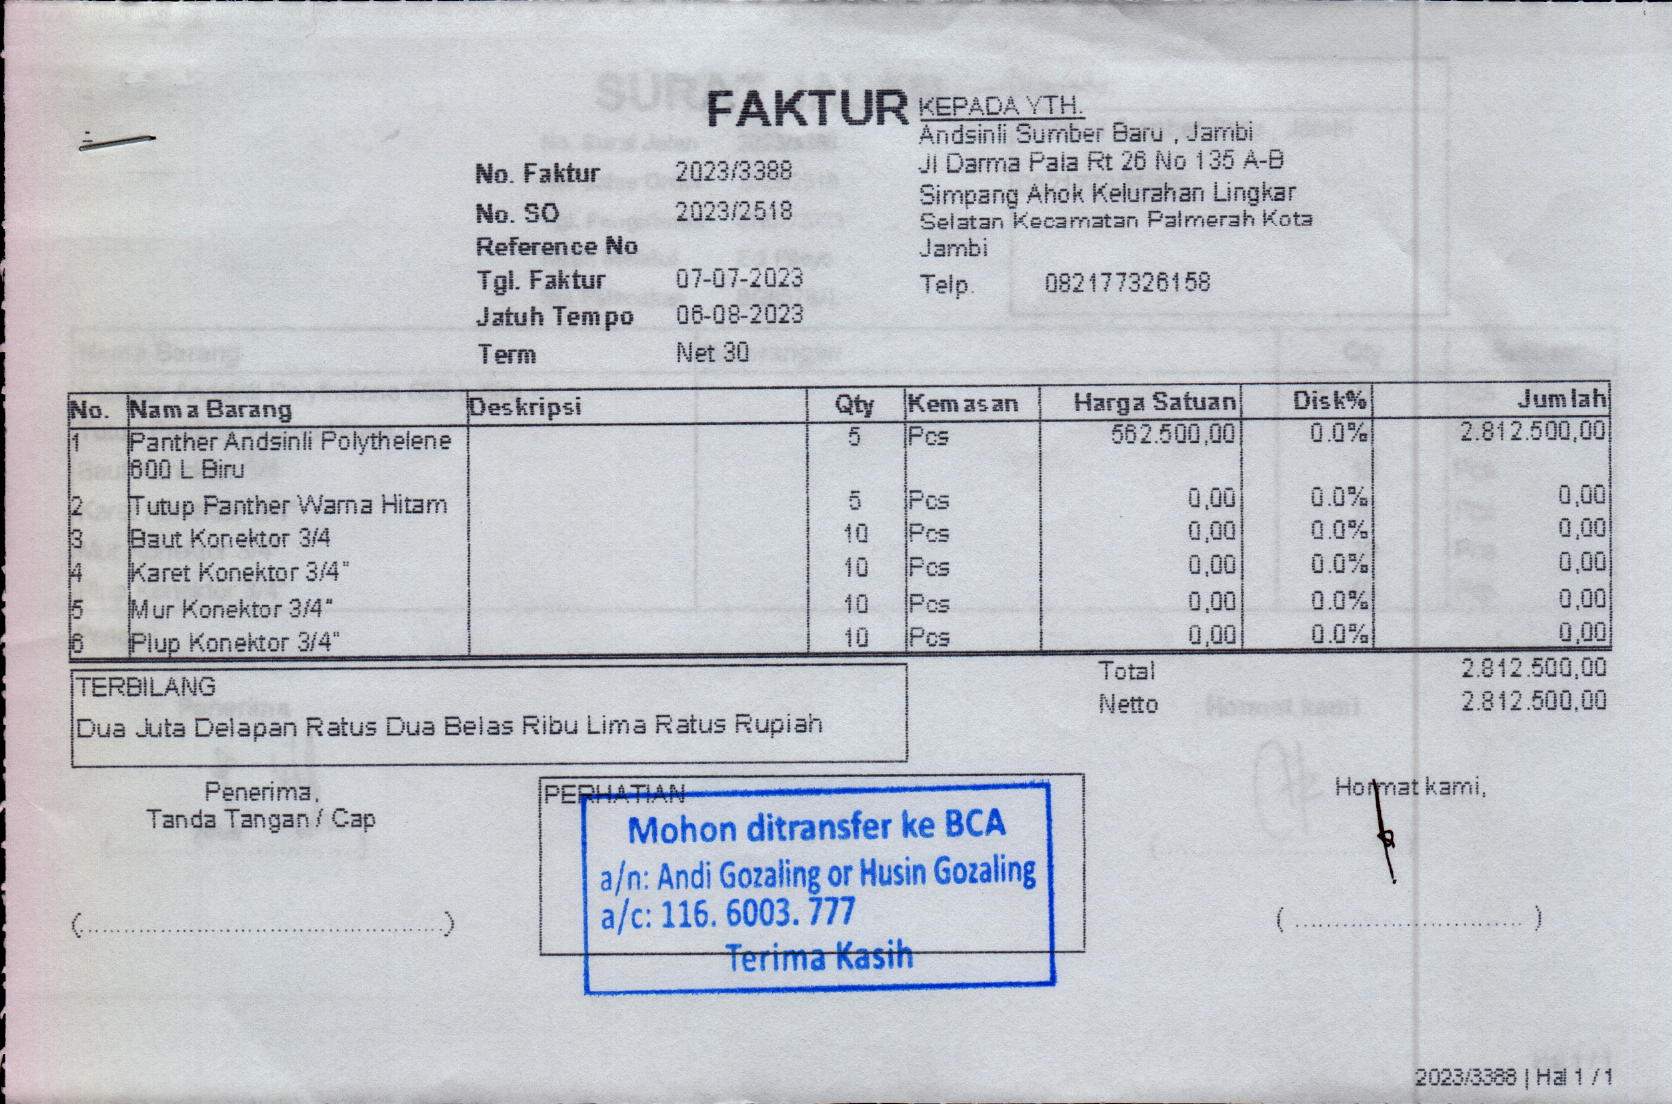 FAKTUR
KEPADA YTH.
Andsinli Sumber Baru , Jambi
Jl Darma Pala Rt 26 No 135 A-B
Simpang Ahok Kelurahan Lingkar
Selatan Kecamatan Palmerah Kota
Jambi
Telp. 082177326158
No. Faktur 2023/3388
No. SO 2023/2518
Reference No
Tgl. Faktur 07-07-2023
Jatuh Tempo 06-08-2023
Term Net 30
No. Nama Barang Deskripsi Qty Kemasan Harga Satuan Disk% Jumlah
1 Panther Andsinli Polythelene 5 Pcs 562.500,00 0.0% 2.812.500,00
600 L Biru
2 Tutup Panther Warna Hitam 5 Pcs 0,00 0.0% 0,00
3 Baut Konektor 3/4 10 Pcs 0,00 0.0% 0,00
4 Karet Konektor 3/4" 10 Pcs 0,00 0.0% 0,00
5 Mur Konektor 3/4" 10 Pcs 0,00 0.0% 0,00
6 Plup Konektor 3/4" 10 Pcs 0,00 0.0% 0,00
Total 2.812.500,00
Netto 2.812.500,00
TERBILANG
Dua Juta Delapan Ratus Dua Belas Ribu Lima Ratus Rupiah
Penerima,
Tanda Tangan / Cap
(..........................................)
PERHATIAN
Mohon ditransfer ke BCA
a/n: Andi Gozaling or Husin Gozaling
a/c: 116. 6003. 777
Terima Kasih
Hormat kami,
( .......................... )
2023/3388 | Hal 1 / 1